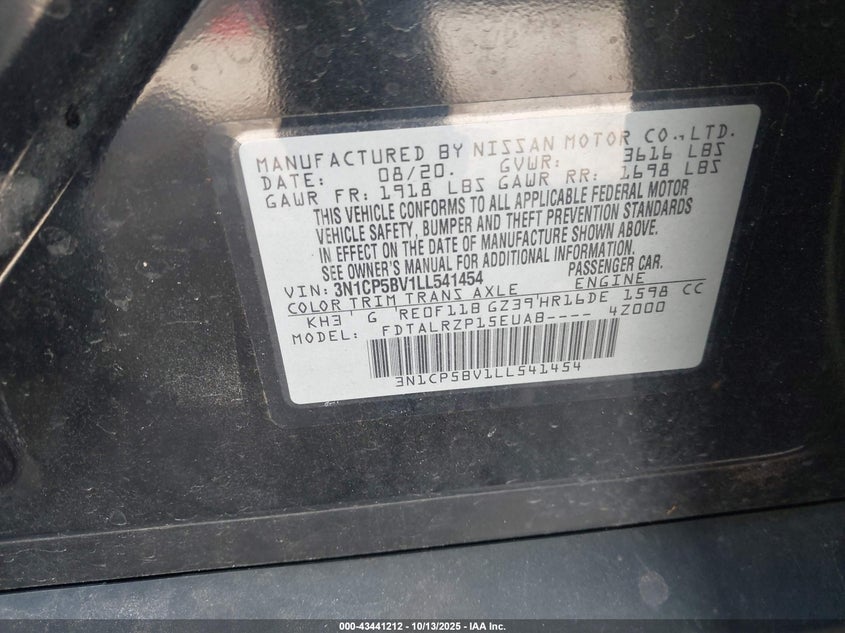 MANUFACTURED BY NISSAN MOTOR CO.,LTD.
DATE: 08/20. GVWR: 3616 LBS
GAWR FR: 1918 LBS GAWR RR: 1698 LBS
THIS VEHICLE CONFORMS TO ALL APPLICABLE FEDERAL MOTOR
VEHICLE SAFETY, BUMPER AND THEFT PREVENTION STANDARDS
IN EFFECT ON THE DATE OF MANUFACTURE SHOWN ABOVE.
SEE OWNER'S MANUAL FOR ADDITIONAL INFORMATION.
VIN: 3N1CP5BV1LL541454 PASSENGER CAR.
COLOR TRIM TRANS AXLE ENGINE
KH3 G RE0F11B GZ39 HR16DE 1598 CC
MODEL: FDTALRZP15EUAB---- 4Z000
3N1CP5BV1LL541454
000-43441212 - 10/13/2025 - IAA Inc.